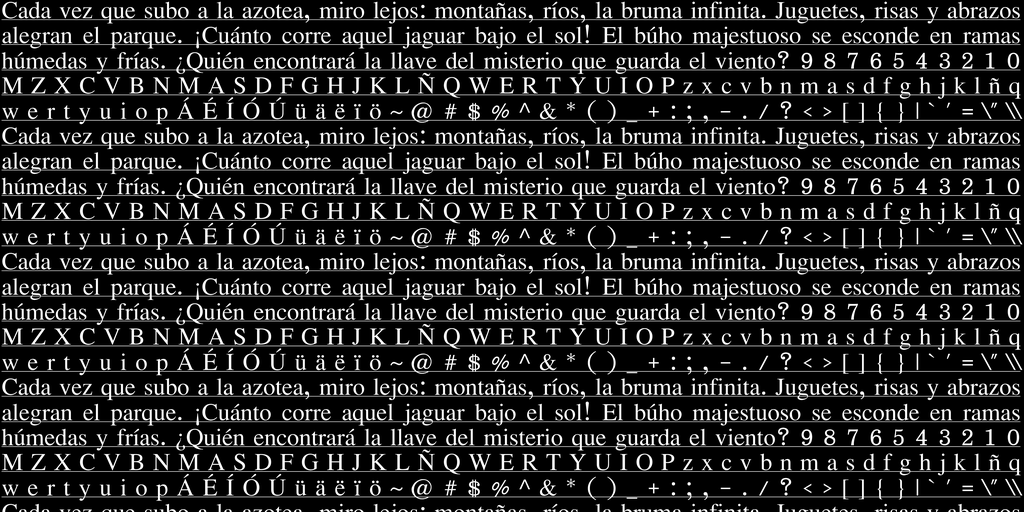 Cada vez que subo a la azotea, miro lejos: montañas, ríos, la bruma infinita. Juguetes, risas y abrazos
alegran el parque. ¡Cuánto corre aquel jaguar bajo el sol! El búho majestuoso se esconde en ramas
húmedas y frías. ¿Quién encontrará la llave del misterio que guarda el viento? 9 8 7 6 5 4 3 2 1 0
M Z X C V B N M A S D F G H J K L Ñ Q W E R T Y U I O P z x c v b n m a s d f g h j k l ñ q
w e r t y u i o p Á É Í Ó Ú ü ä ë ï ö ~ @ # $ % ^ & * ( ) _ + : ; , - . / ? < > [ ] { } | ` ' = \" \\
Cada vez que subo a la azotea, miro lejos: montañas, ríos, la bruma infinita. Juguetes, risas y abrazos
alegran el parque. ¡Cuánto corre aquel jaguar bajo el sol! El búho majestuoso se esconde en ramas
húmedas y frías. ¿Quién encontrará la llave del misterio que guarda el viento? 9 8 7 6 5 4 3 2 1 0
M Z X C V B N M A S D F G H J K L Ñ Q W E R T Y U I O P z x c v b n m a s d f g h j k l ñ q
w e r t y u i o p Á É Í Ó Ú ü ä ë ï ö ~ @ # $ % ^ & * ( ) _ + : ; , - . / ? < > [ ] { } | ` ' = \" \\
Cada vez que subo a la azotea, miro lejos: montañas, ríos, la bruma infinita. Juguetes, risas y abrazos
alegran el parque. ¡Cuánto corre aquel jaguar bajo el sol! El búho majestuoso se esconde en ramas
húmedas y frías. ¿Quién encontrará la llave del misterio que guarda el viento? 9 8 7 6 5 4 3 2 1 0
M Z X C V B N M A S D F G H J K L Ñ Q W E R T Y U I O P z x c v b n m a s d f g h j k l ñ q
w e r t y u i o p Á É Í Ó Ú ü ä ë ï ö ~ @ # $ % ^ & * ( ) _ + : ; , - . / ? < > [ ] { } | ` ' = \" \\
Cada vez que subo a la azotea, miro lejos: montañas, ríos, la bruma infinita. Juguetes, risas y abrazos
alegran el parque. ¡Cuánto corre aquel jaguar bajo el sol! El búho majestuoso se esconde en ramas
húmedas y frías. ¿Quién encontrará la llave del misterio que guarda el viento? 9 8 7 6 5 4 3 2 1 0
M Z X C V B N M A S D F G H J K L Ñ Q W E R T Y U I O P z x c v b n m a s d f g h j k l ñ q
w e r t y u i o p Á É Í Ó Ú ü ä ë ï ö ~ @ # $ % ^ & * ( ) _ + : ; , - . / ? < > [ ] { } | ` ' = \" \\